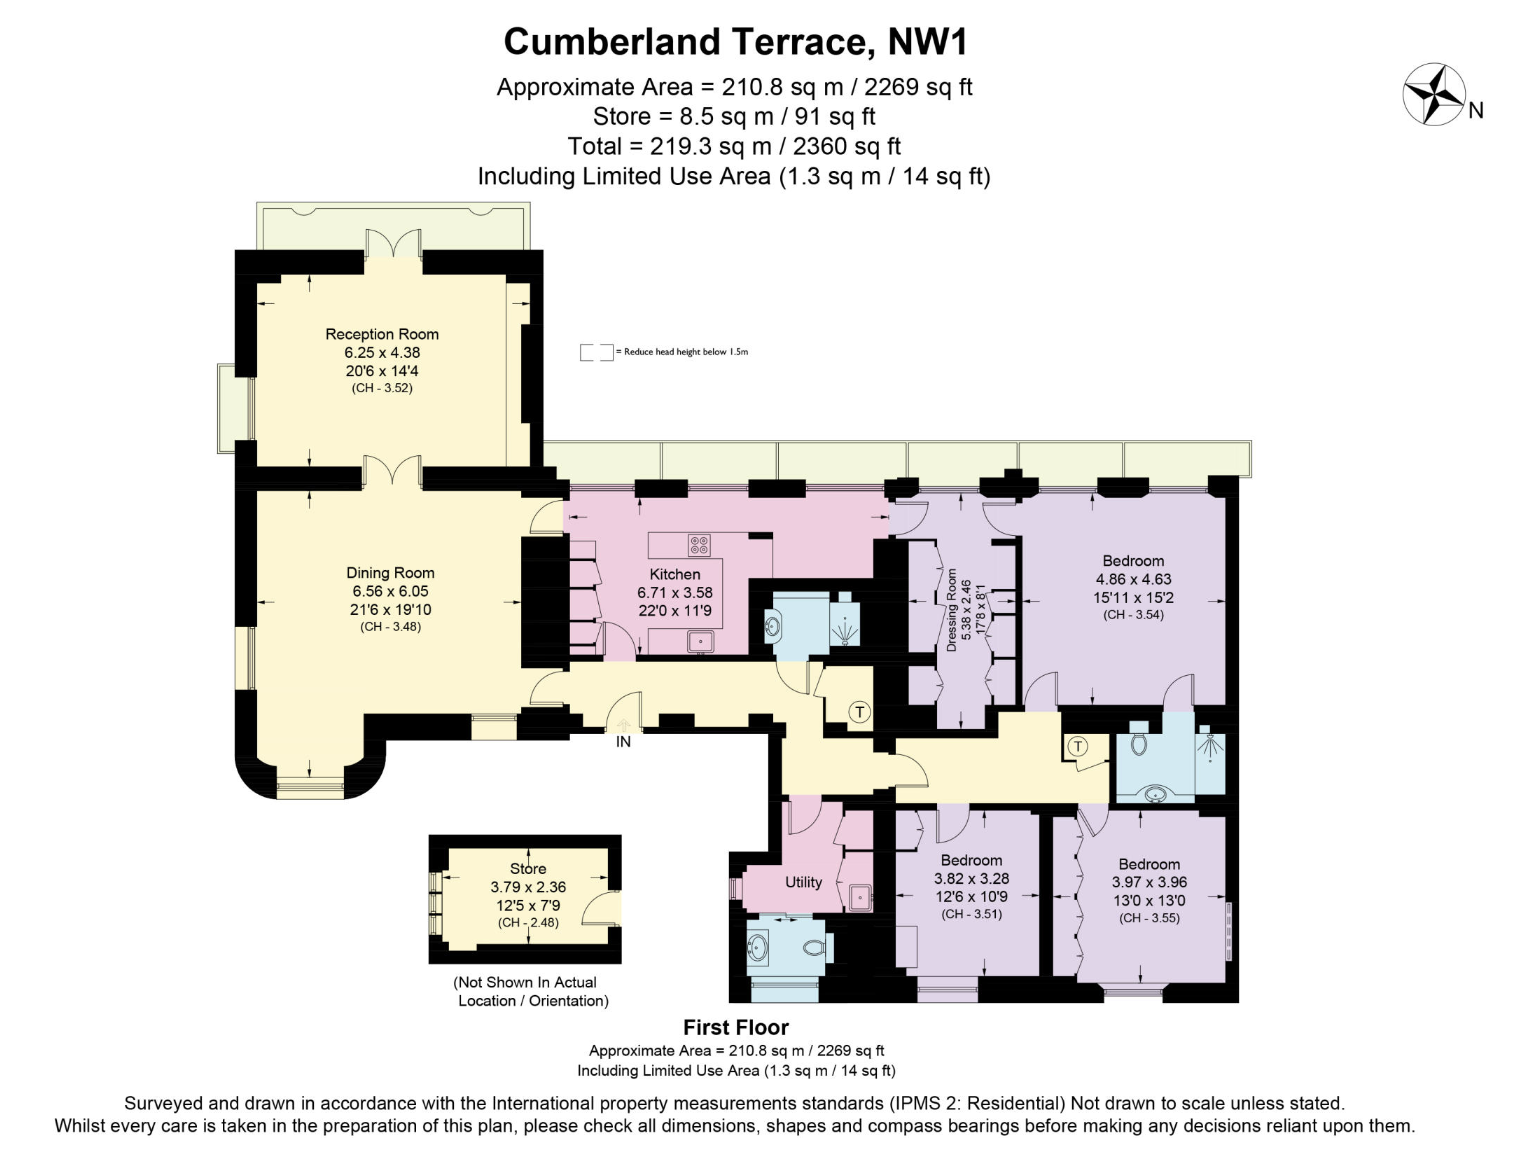 Cumberland Terrace, NW1
Approximate Area = 210.8 sq m / 2269 sq ft
Store = 8.5 sq m / 91 sq ft
Total = 219.3 sq m / 2360 sq ft
Including Limited Use Area (1.3 sq m / 14 sq ft)
N
Reception Room
6.25 x 4.38
20'6 x 14'4
(CH - 3.52)
= Reduce head height below 1.5m
Dining Room
6.56 x 6.05
21'6 x 19'10
(CH - 3.48)
Kitchen
6.71 x 3.58
22'0 x 11'9
Dressing Room
5.38 x 2.46
17'8 x 8'1
Bedroom
4.86 x 4.63
15'11 x 15'2
(CH - 3.54)
T
IN
T
Utility
Bedroom
3.82 x 3.28
12'6 x 10'9
(CH - 3.51)
Bedroom
3.97 x 3.96
13'0 x 13'0
(CH - 3.55)
Store
3.79 x 2.36
12'5 x 7'9
(CH - 2.48)
(Not Shown In Actual
Location / Orientation)
First Floor
Approximate Area = 210.8 sq m / 2269 sq ft
Including Limited Use Area (1.3 sq m / 14 sq ft)
Surveyed and drawn in accordance with the International property measurements standards (IPMS 2: Residential) Not drawn to scale unless stated.
Whilst every care is taken in the preparation of this plan, please check all dimensions, shapes and compass bearings before making any decisions reliant upon them.